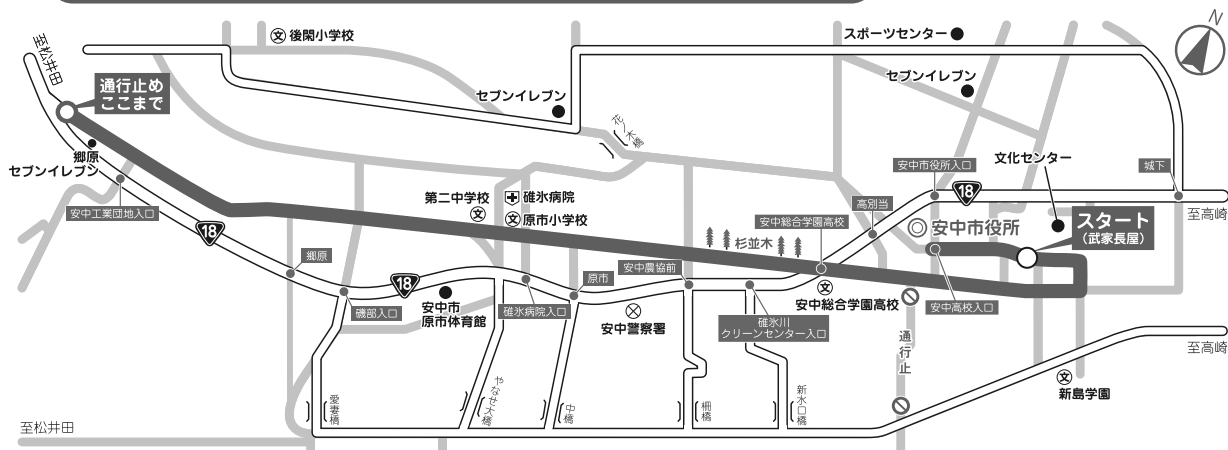 N
至松井田
後閑小学校
スポーツセンター
セブンイレブン
通行止め
ここまで
セブンイレブン
花ノ木橋
郷原
セブンイレブン
安中市役所入口
文化センター
城下
18
至高崎
安中工業団地入口
第二中学校
碓氷病院
原市小学校
高別当
安中総合学園高校
杉並木
安中市役所
スタート
(武家長屋)
18
郷原
安中農協前
原市
18
磯部入口
安中市
原市体育館
碓氷病院入口
安中警察署
安中総合学園高校
安中高校入口
碓氷川
クリーンセンター入口
通行止
至高崎
愛妻橋
やなせ大橋
中橋
柵橋
新水口橋
新島学園
至松井田